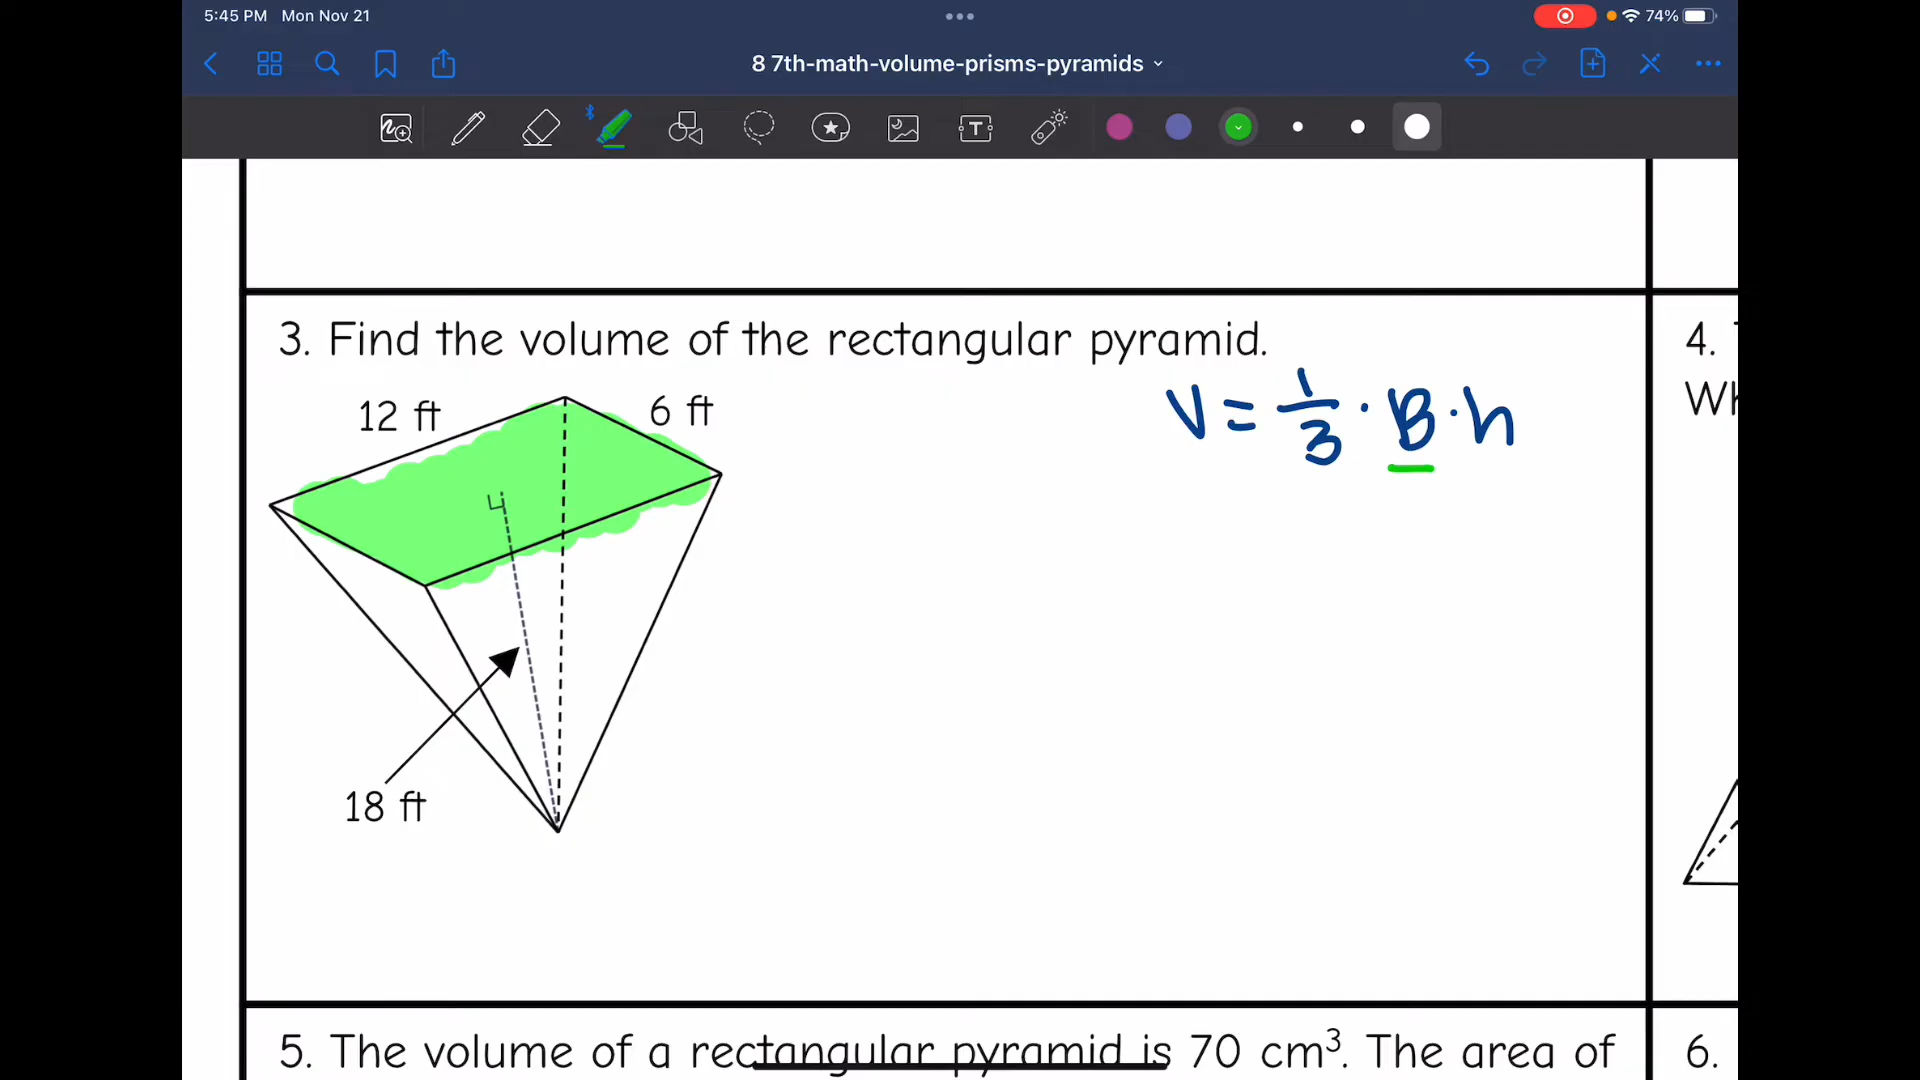 5:45 PM Mon Nov 21
74%
8 7th-math-volume-prisms-pyramids
3. Find the volume of the rectangular pyramid.
12 ft
6 ft
V = 1/3 · B · h
18 ft
4.
5. The volume of a rectangular pyramid is 70 cm³. The area of
6.